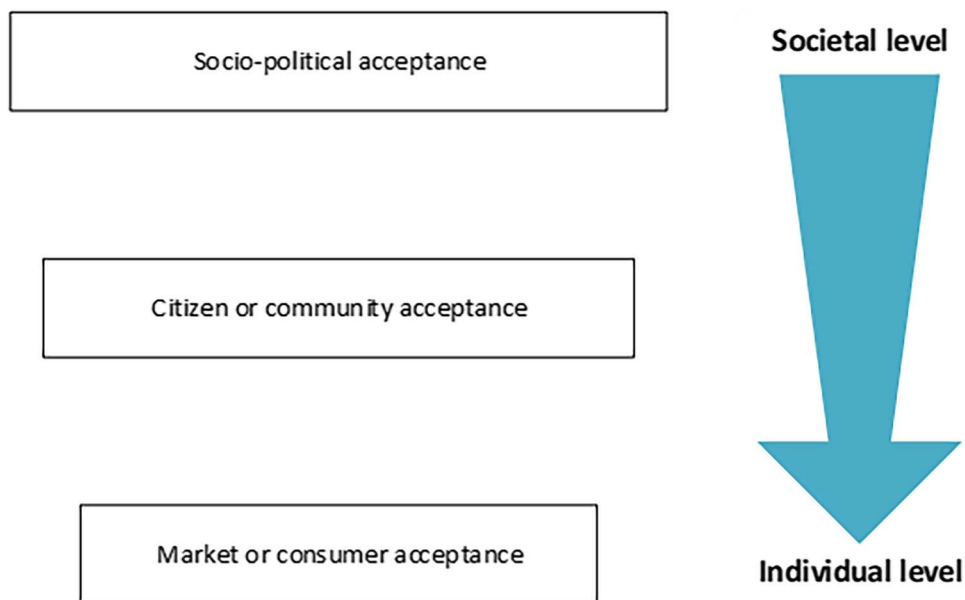 Societal level
Socio-political acceptance
Citizen or community acceptance
Market or consumer acceptance
Individual level